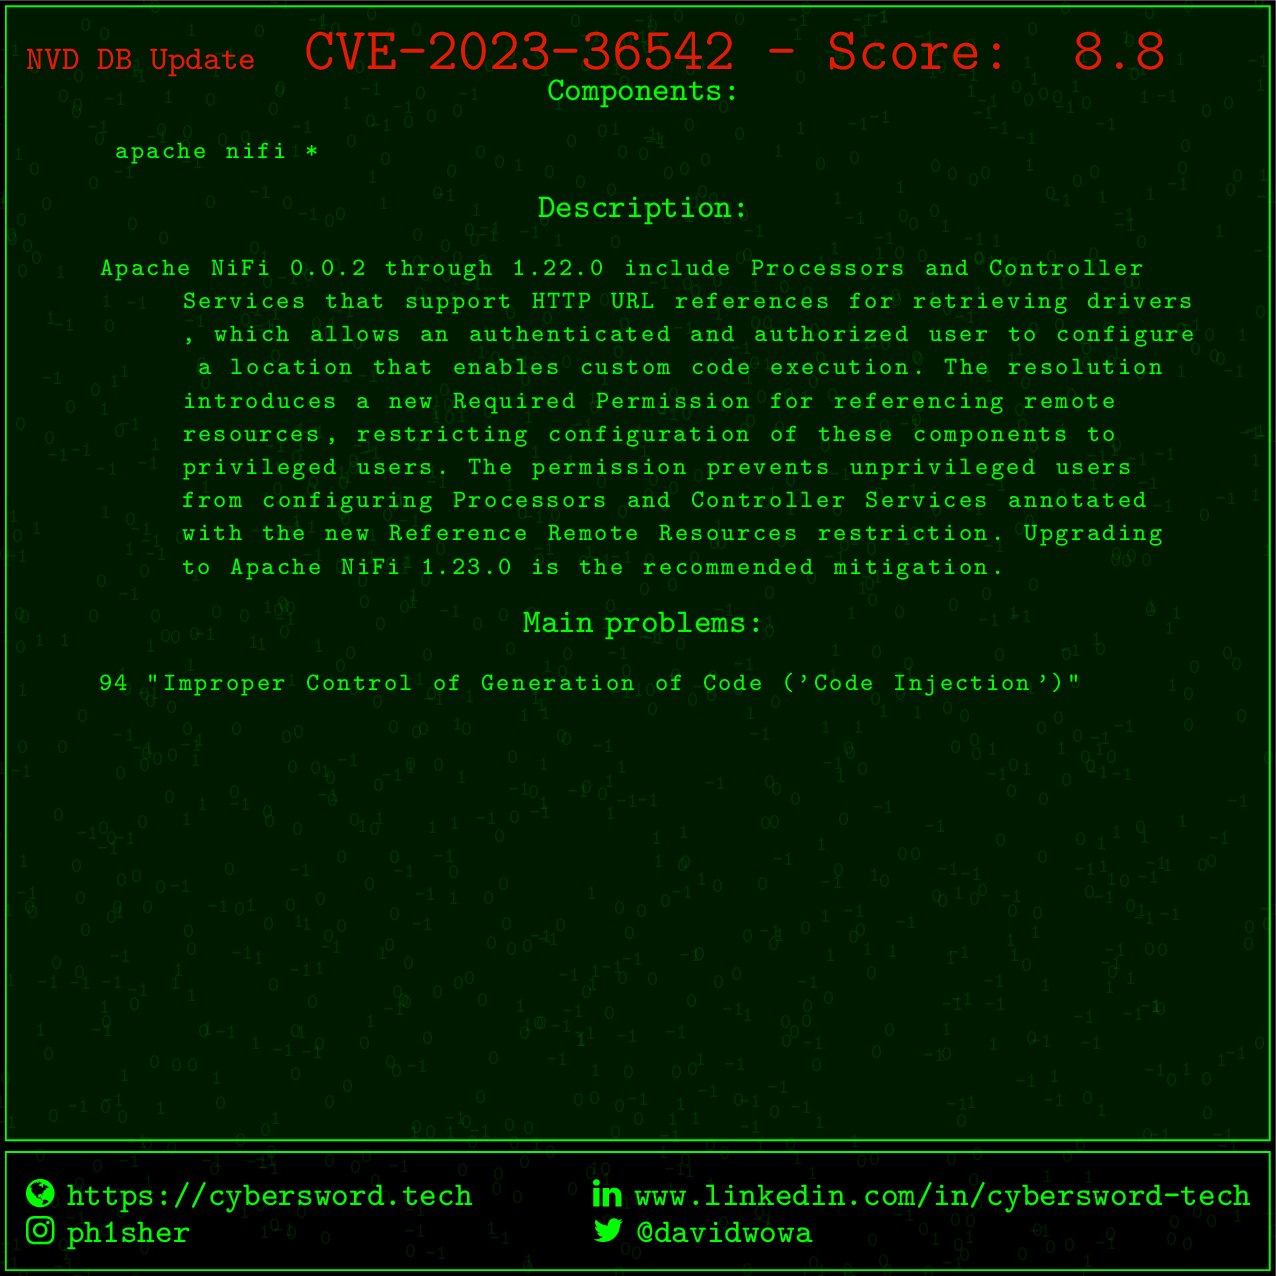 NVD DB Update CVE-2023-36542 - Score: 8.8
Components:
apache nifi *
Description:
Apache NiFi 0.0.2 through 1.22.0 include Processors and Controller
Services that support HTTP URL references for retrieving drivers
, which allows an authenticated and authorized user to configure
a location that enables custom code execution. The resolution
introduces a new Required Permission for referencing remote
resources, restricting configuration of these components to
privileged users. The permission prevents unprivileged users
from configuring Processors and Controller Services annotated
with the new Reference Remote Resources restriction. Upgrading
to Apache NiFi 1.23.0 is the recommended mitigation.
Main problems:
94 "Improper Control of Generation of Code ('Code Injection')"
https://cybersword.tech
www.linkedin.com/in/cybersword-tech
ph1sher
@davidwowa